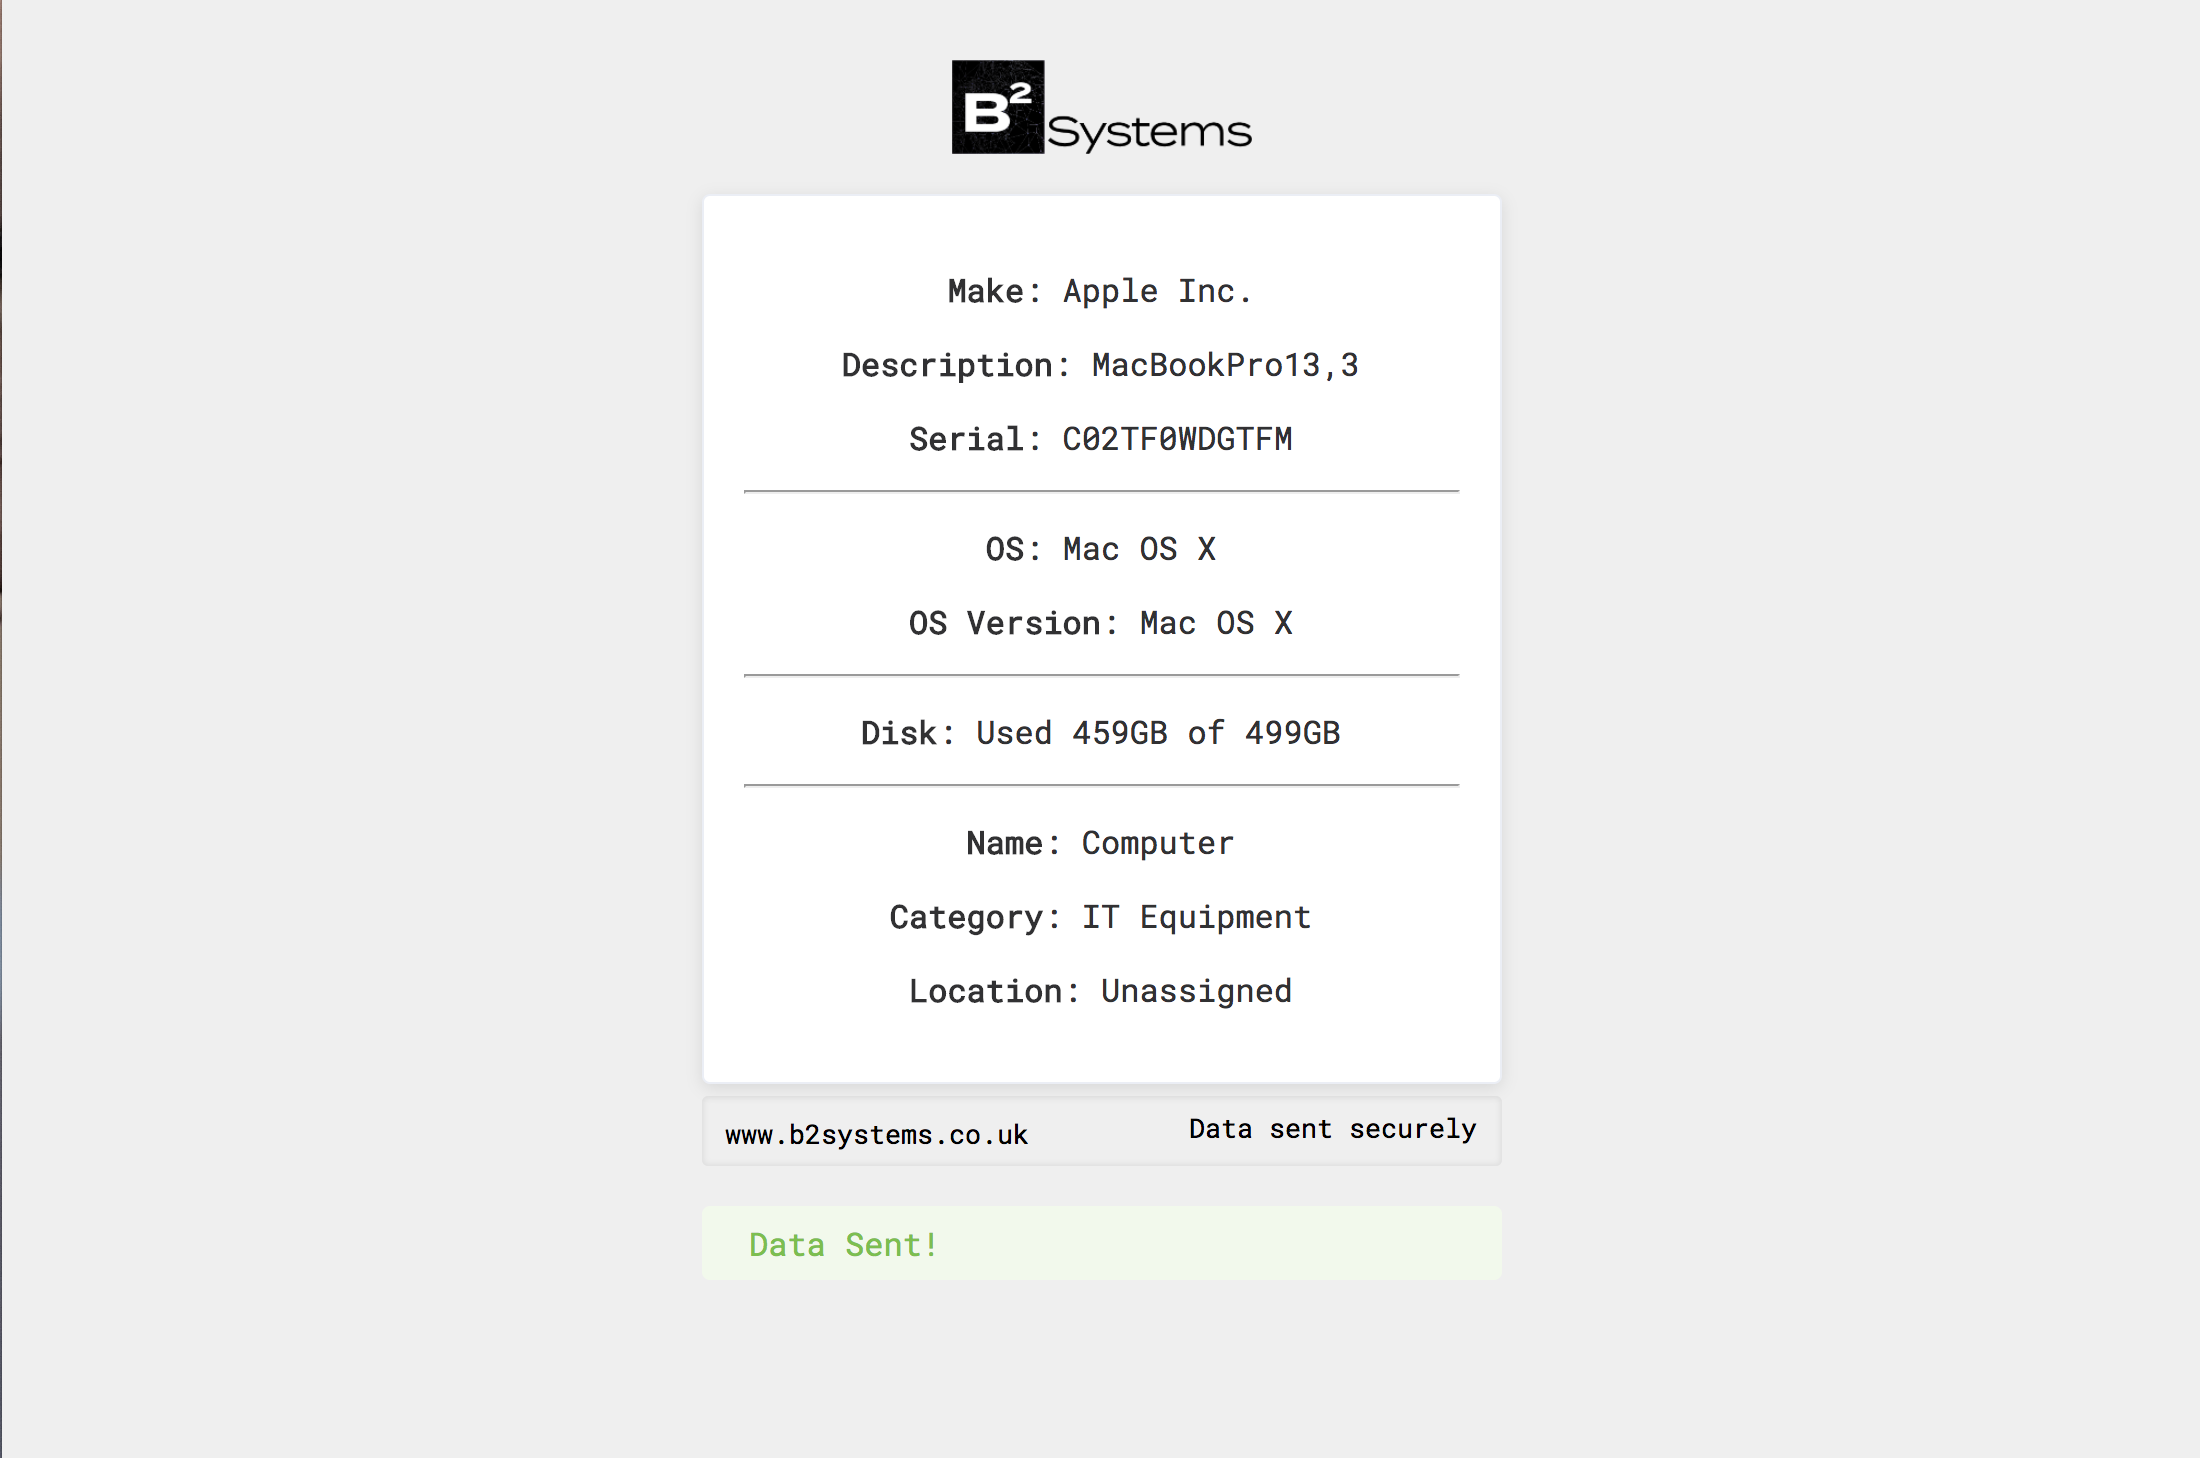 B² Systems
Make: Apple Inc.
Description: MacBookPro13,3
Serial: C02TF0WDGTFM
OS: Mac OS X
OS Version: Mac OS X
Disk: Used 459GB of 499GB
Name: Computer
Category: IT Equipment
Location: Unassigned
www.b2systems.co.uk Data sent securely
Data Sent!